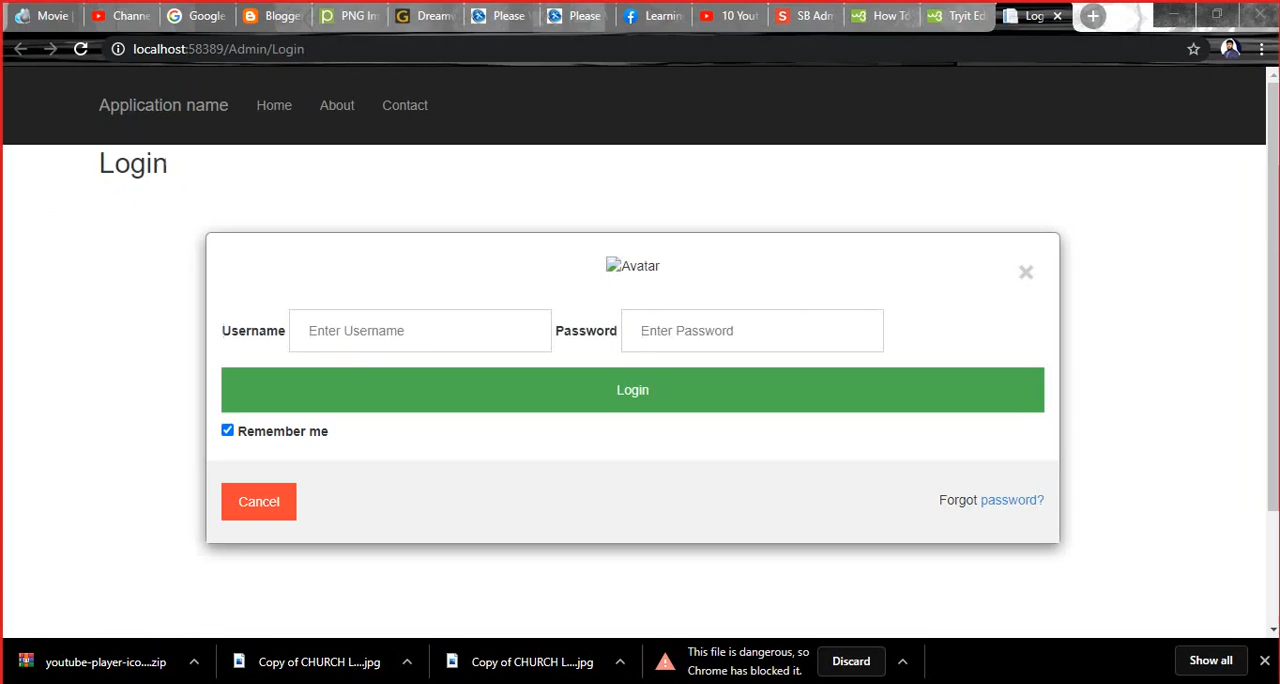 Movie Channe Google Blogge PNG Im Dream Please Please Learnin 10 You SB Adm How To Tryit Ed Log
localhost:58389/Admin/Login
Application name Home About Contact
Login
Avatar
Username Enter Username Password Enter Password
Login
Remember me
Cancel Forgot password?
youtube-player-ico....zip Copy of CHURCH L....jpg Copy of CHURCH L....jpg This file is dangerous, so Discard Show all
Chrome has blocked it.